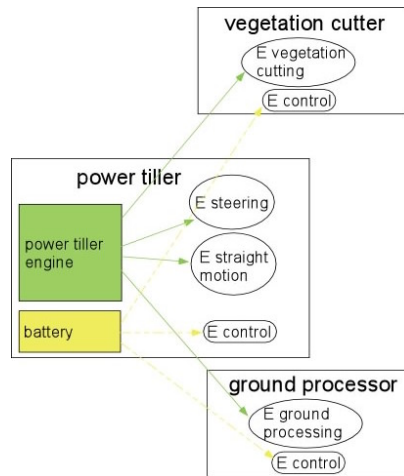 vegetation cutter
E vegetation
cutting
E control
power tiller
E steering
power tiller
engine
E straight
motion
battery
E control
ground processor
E ground
processing
E control